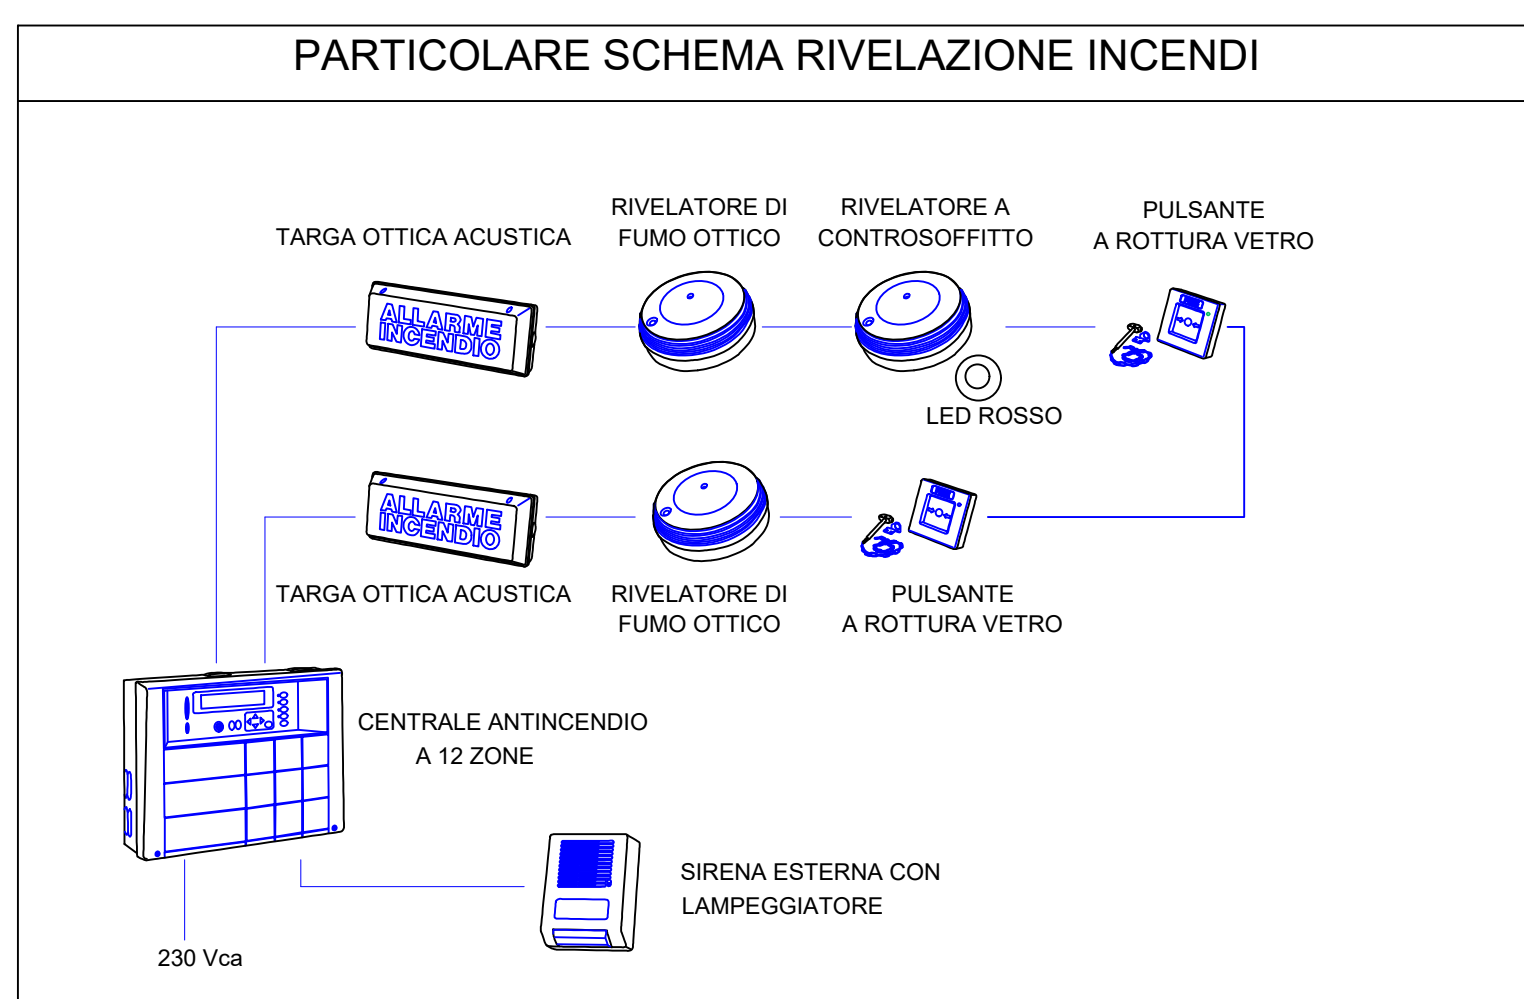 PARTICOLARE SCHEMA RIVELAZIONE INCENDI
TARGA OTTICA ACUSTICA
RIVELATORE DI
FUMO OTTICO
RIVELATORE A
CONTROSOFFITTO
PULSANTE
A ROTTURA VETRO
ALLARME
INCENDIO
LED ROSSO
ALLARME
INCENDIO
TARGA OTTICA ACUSTICA
RIVELATORE DI
FUMO OTTICO
PULSANTE
A ROTTURA VETRO
CENTRALE ANTINCENDIO
A 12 ZONE
SIRENA ESTERNA CON
LAMPEGGIATORE
230 Vca